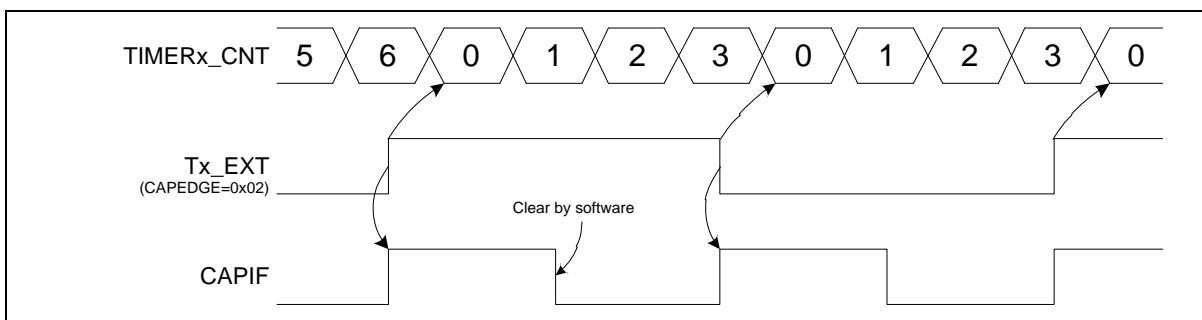 TIMERx_CNT 5 6 0 1 2 3 0 1 2 3 0
Tx_EXT
(CAPEDGE=0x02)
Clear by software
CAPIF